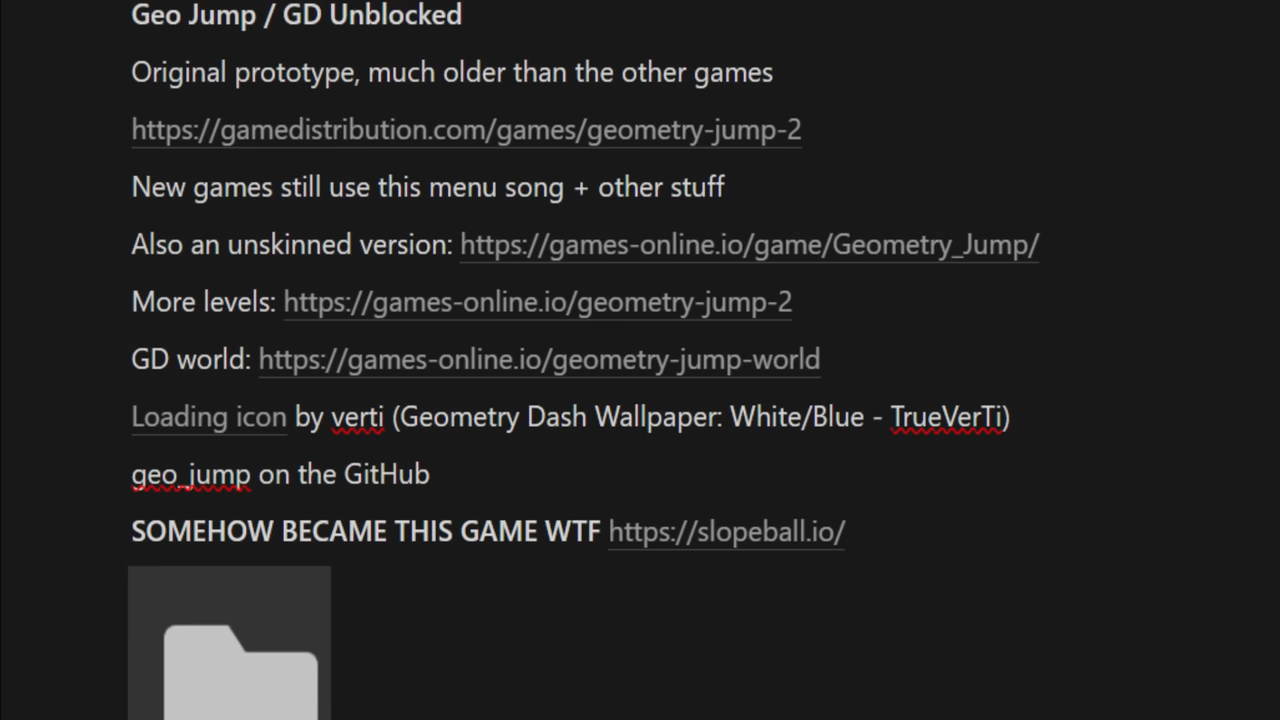 Geo Jump / GD Unblocked
Original prototype, much older than the other games
https://gamedistribution.com/games/geometry-jump-2
New games still use this menu song + other stuff
Also an unskinned version: https://games-online.io/game/Geometry_Jump/
More levels: https://games-online.io/geometry-jump-2
GD world: https://games-online.io/geometry-jump-world
Loading icon by verti (Geometry Dash Wallpaper: White/Blue - TrueVerTi)
geo_jump on the GitHub
SOMEHOW BECAME THIS GAME WTF https://slopeball.io/